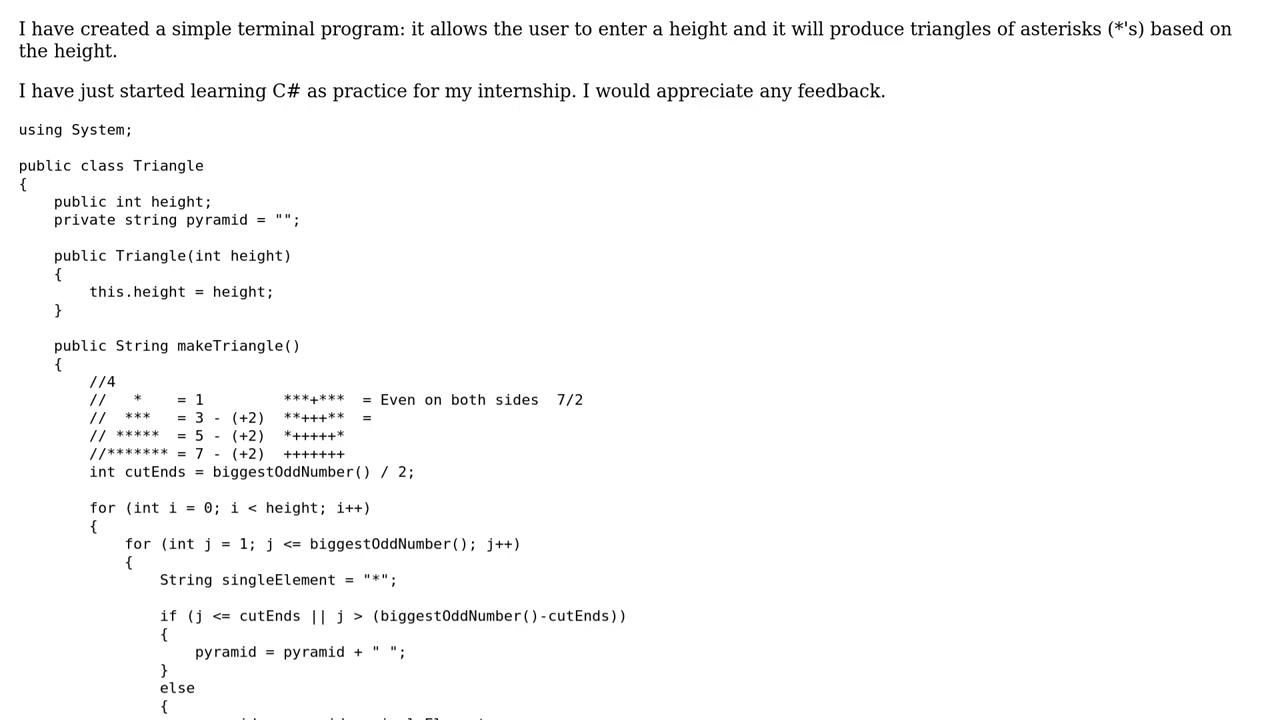 I have created a simple terminal program: it allows the user to enter a height and it will produce triangles of asterisks (*'s) based on
the height.
I have just started learning C# as practice for my internship. I would appreciate any feedback.
using System;
public class Triangle
{
    public int height;
    private string pyramid = "";
    public Triangle(int height)
    {
        this.height = height;
    }
    public String makeTriangle()
    {
        //4
        //   *    = 1         ***+***  = Even on both sides  7/2
        //  ***   = 3 - (+2)  **+++**  =
        // *****  = 5 - (+2)  *+++++*
        //******* = 7 - (+2)  +++++++
        int cutEnds = biggestOddNumber() / 2;
        for (int i = 0; i < height; i++)
        {
            for (int j = 1; j <= biggestOddNumber(); j++)
            {
                String singleElement = "*";
                if (j <= cutEnds || j > (biggestOddNumber()-cutEnds))
                {
                    pyramid = pyramid + " ";
                }
                else
                {